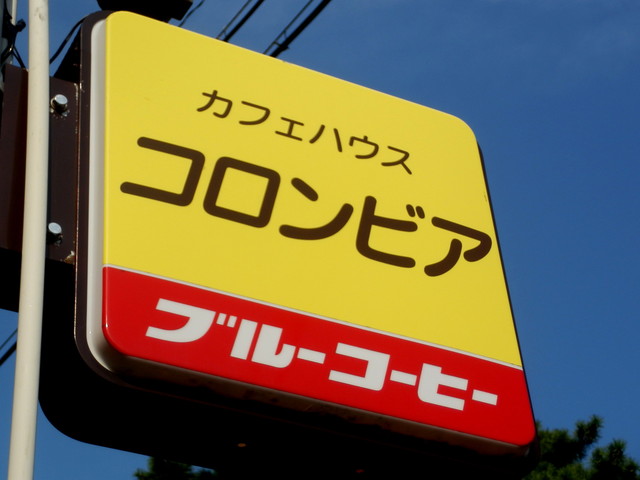 カフェハウス
コロンビア
ブルーコーヒー